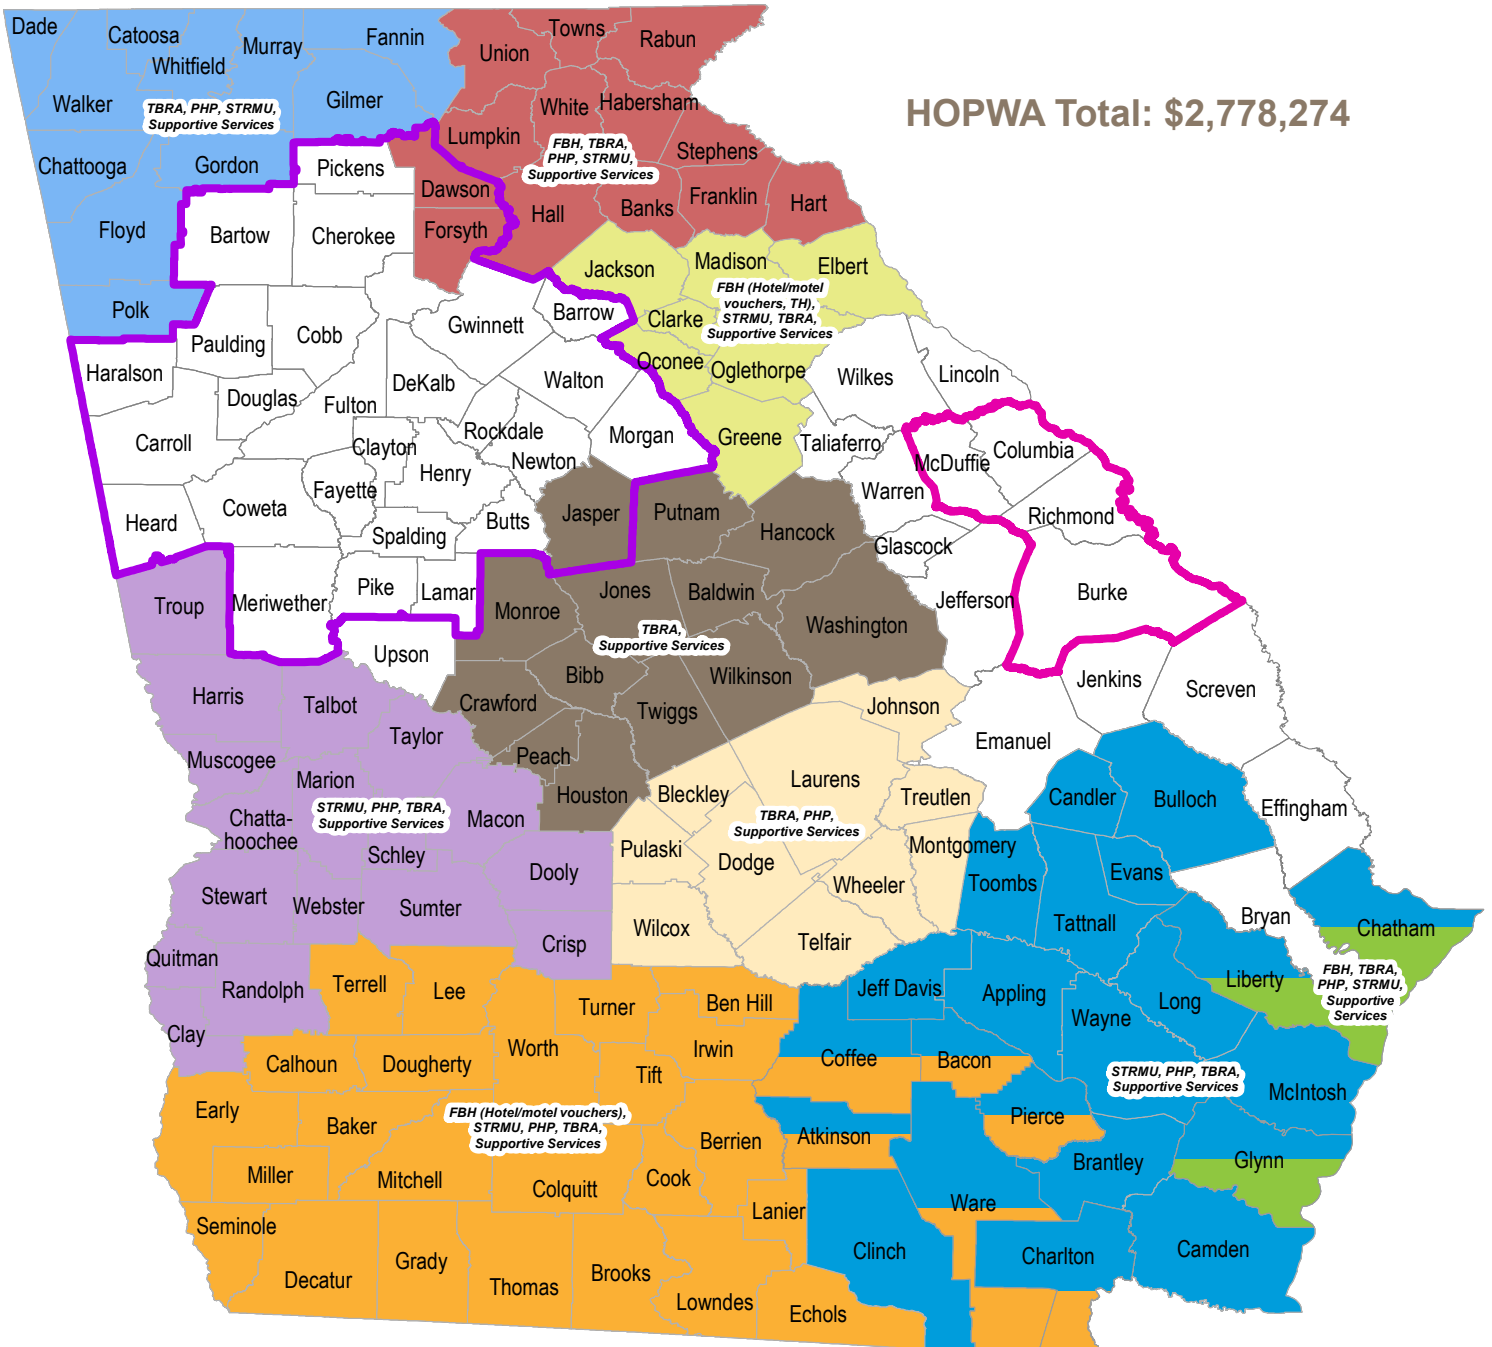 Dade
Catoosa
Whitfield
Murray
Fannin
Union
Towns
Rabun
Walker
TBRA, PHP, STRMU,
Supportive Services
Gilmer
White
Habersham
HOPWA Total: $2,778,274
Lumpkin
FBH, TBRA,
PHP, STRMU,
Supportive Services
Stephens
Chattooga
Gordon
Pickens
Dawson
Franklin
Hart
Banks
Hall
Floyd
Bartow
Cherokee
Forsyth
Jackson
Madison
Elbert
FBH (Hotel/motel
vouchers, TH),
STRMU, TBRA,
Supportive Services
Polk
Paulding
Cobb
Gwinnett
Barrow
Clarke
Oconee
Oglethorpe
Wilkes
Lincoln
Haralson
Douglas
DeKalb
Walton
Fulton
Carroll
Clayton
Rockdale
Newton
Morgan
Greene
Taliaferro
McDuffie
Columbia
Henry
Fayette
Coweta
Heard
Spalding
Butts
Jasper
Putnam
Hancock
Warren
Richmond
Glascock
Troup
Meriwether
Pike
Lamar
Monroe
Jones
Baldwin
Washington
Jefferson
Burke
TBRA,
Supportive Services
Upson
Bibb
Wilkinson
Jenkins
Screven
Harris
Talbot
Crawford
Twiggs
Johnson
Taylor
Peach
Emanuel
Muscogee
Marion
Houston
Bleckley
Laurens
Treutlen
Candler
Bulloch
Effingham
STRMU, PHP, TBRA,
Supportive Services
Macon
TBRA, PHP,
Supportive Services
Chatta-
hoochee
Schley
Pulaski
Dodge
Montgomery
Dooly
Wheeler
Toombs
Evans
Stewart
Webster
Sumter
Wilcox
Telfair
Tattnall
Bryan
Chatham
Crisp
Quitman
Randolph
Terrell
Lee
Turner
Ben Hill
Jeff Davis
Appling
Long
Liberty
FBH, TBRA,
PHP, STRMU,
Supportive
Services
Clay
Wayne
Calhoun
Dougherty
Worth
Irwin
Coffee
Bacon
Tift
STRMU, PHP, TBRA,
Supportive Services
McIntosh
Early
Baker
FBH (Hotel/motel vouchers),
STRMU, PHP, TBRA,
Supportive Services
Berrien
Atkinson
Pierce
Miller
Mitchell
Colquitt
Cook
Brantley
Glynn
Lanier
Ware
Seminole
Decatur
Grady
Thomas
Brooks
Lowndes
Echols
Clinch
Charlton
Camden